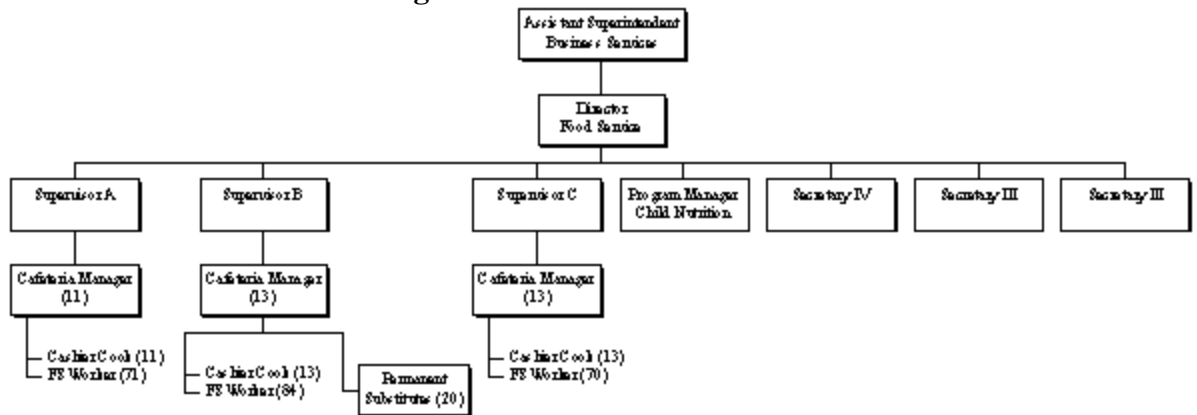 Assistant Superintendent
Business Services
Director
Food Service
Supervisor A
Supervisor B
Supervisor C
Program Manager
Child Nutrition
Secretary IV
Secretary III
Secretary III
Cafeteria Manager
(11)
Cafeteria Manager
(13)
Cafeteria Manager
(13)
Cashier Cook (11)
FS Worker (71)
Cashier Cook (13)
FS Worker (84)
Permanent
Substitutes (20)
Cashier Cook (13)
FS Worker (70)